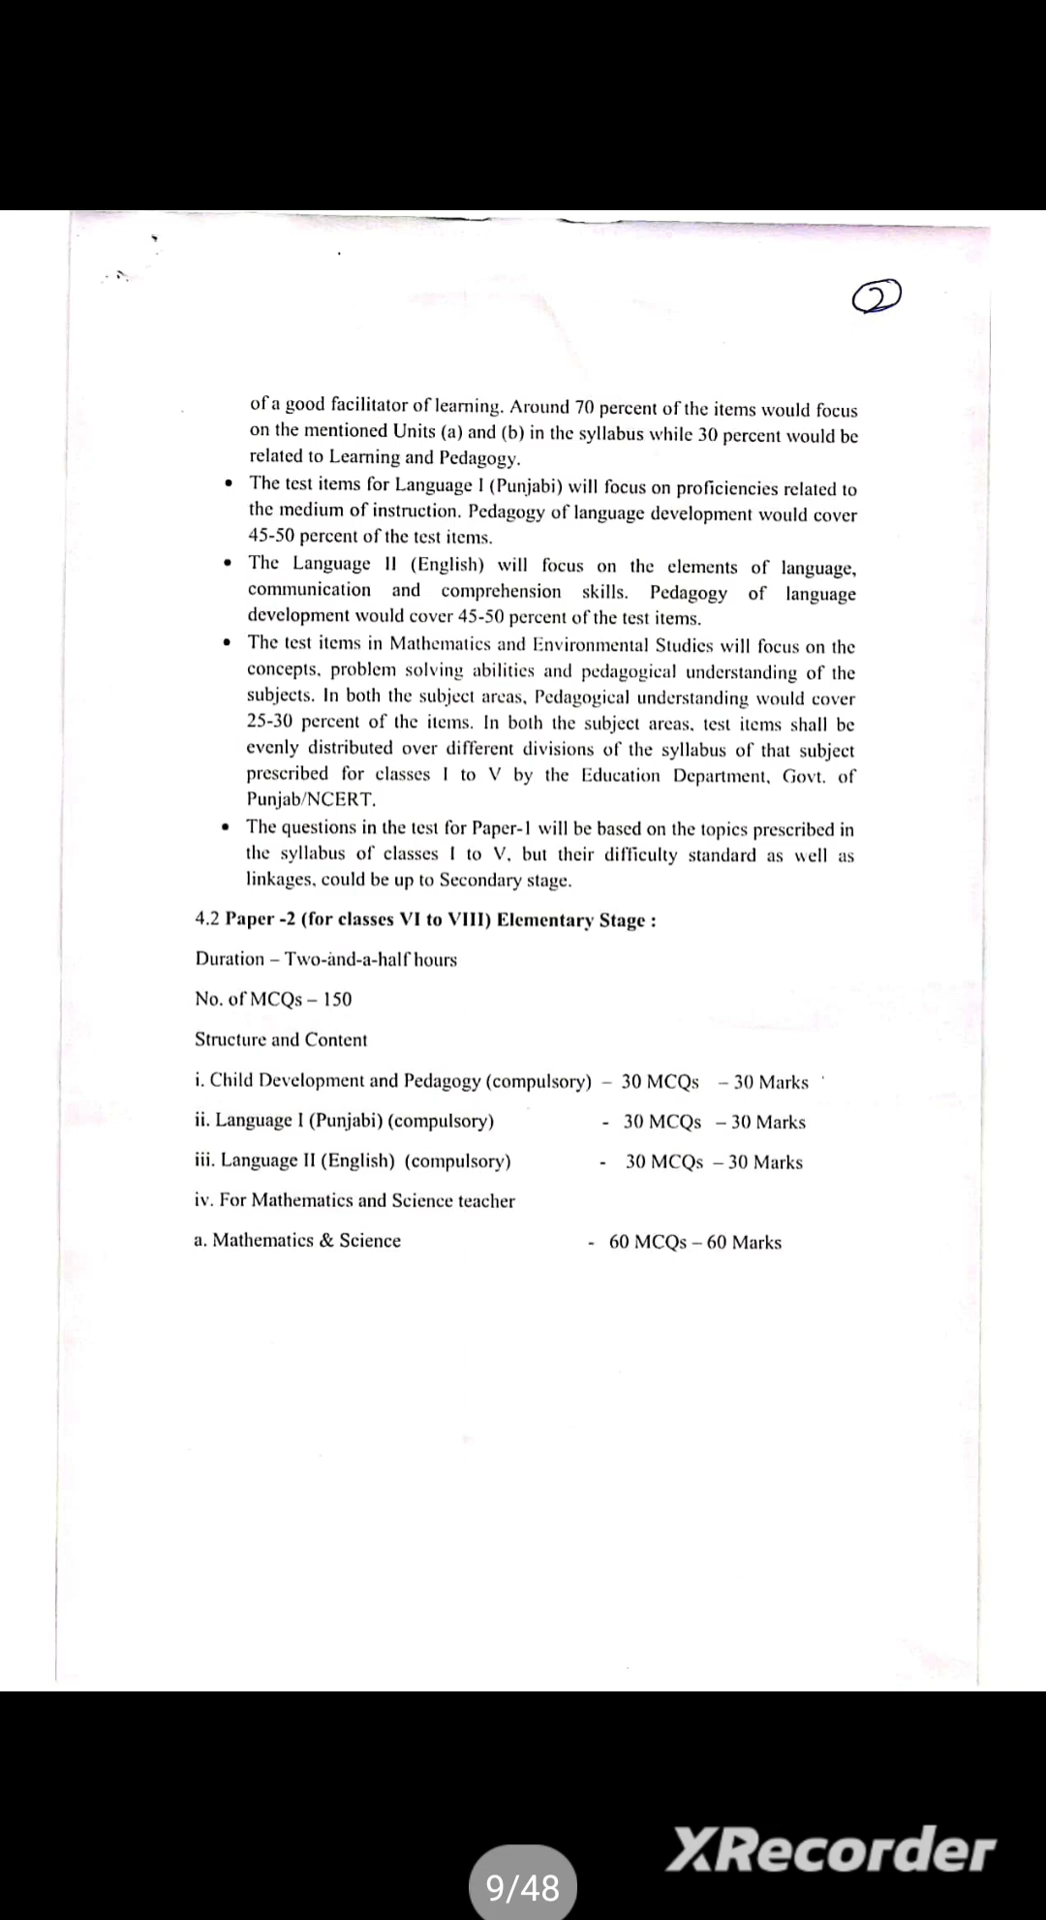 2
of a good facilitator of learning. Around 70 percent of the items would focus
on the mentioned Units (a) and (b) in the syllabus while 30 percent would be
related to Learning and Pedagogy.
• The test items for Language I (Punjabi) will focus on proficiencies related to
the medium of instruction. Pedagogy of language development would cover
45-50 percent of the test items.
• The Language II (English) will focus on the elements of language,
communication and comprehension skills. Pedagogy of language
development would cover 45-50 percent of the test items.
• The test items in Mathematics and Environmental Studies will focus on the
concepts, problem solving abilities and pedagogical understanding of the
subjects. In both the subject areas, Pedagogical understanding would cover
25-30 percent of the items. In both the subject areas, test items shall be
evenly distributed over different divisions of the syllabus of that subject
prescribed for classes I to V by the Education Department, Govt. of
Punjab/NCERT.
• The questions in the test for Paper-1 will be based on the topics prescribed in
the syllabus of classes I to V, but their difficulty standard as well as
linkages, could be up to Secondary stage.
4.2 Paper -2 (for classes VI to VIII) Elementary Stage :
Duration – Two-and-a-half hours
No. of MCQs – 150
Structure and Content
i. Child Development and Pedagogy (compulsory) – 30 MCQs – 30 Marks
ii. Language I (Punjabi) (compulsory) - 30 MCQs – 30 Marks
iii. Language II (English) (compulsory) - 30 MCQs – 30 Marks
iv. For Mathematics and Science teacher
a. Mathematics & Science - 60 MCQs – 60 Marks
XRecorder
9/48